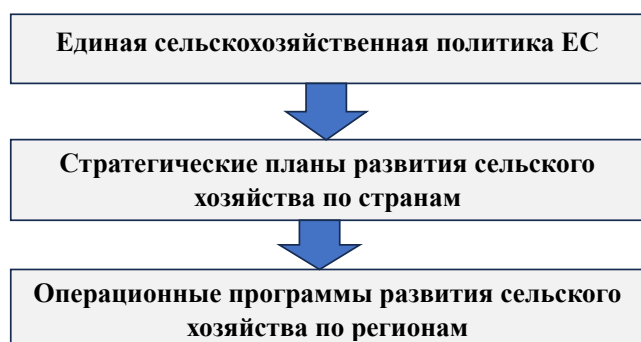 Единая сельскохозяйственная политика ЕС
Стратегические планы развития сельского
хозяйства по странам
Операционные программы развития сельского
хозяйства по регионам